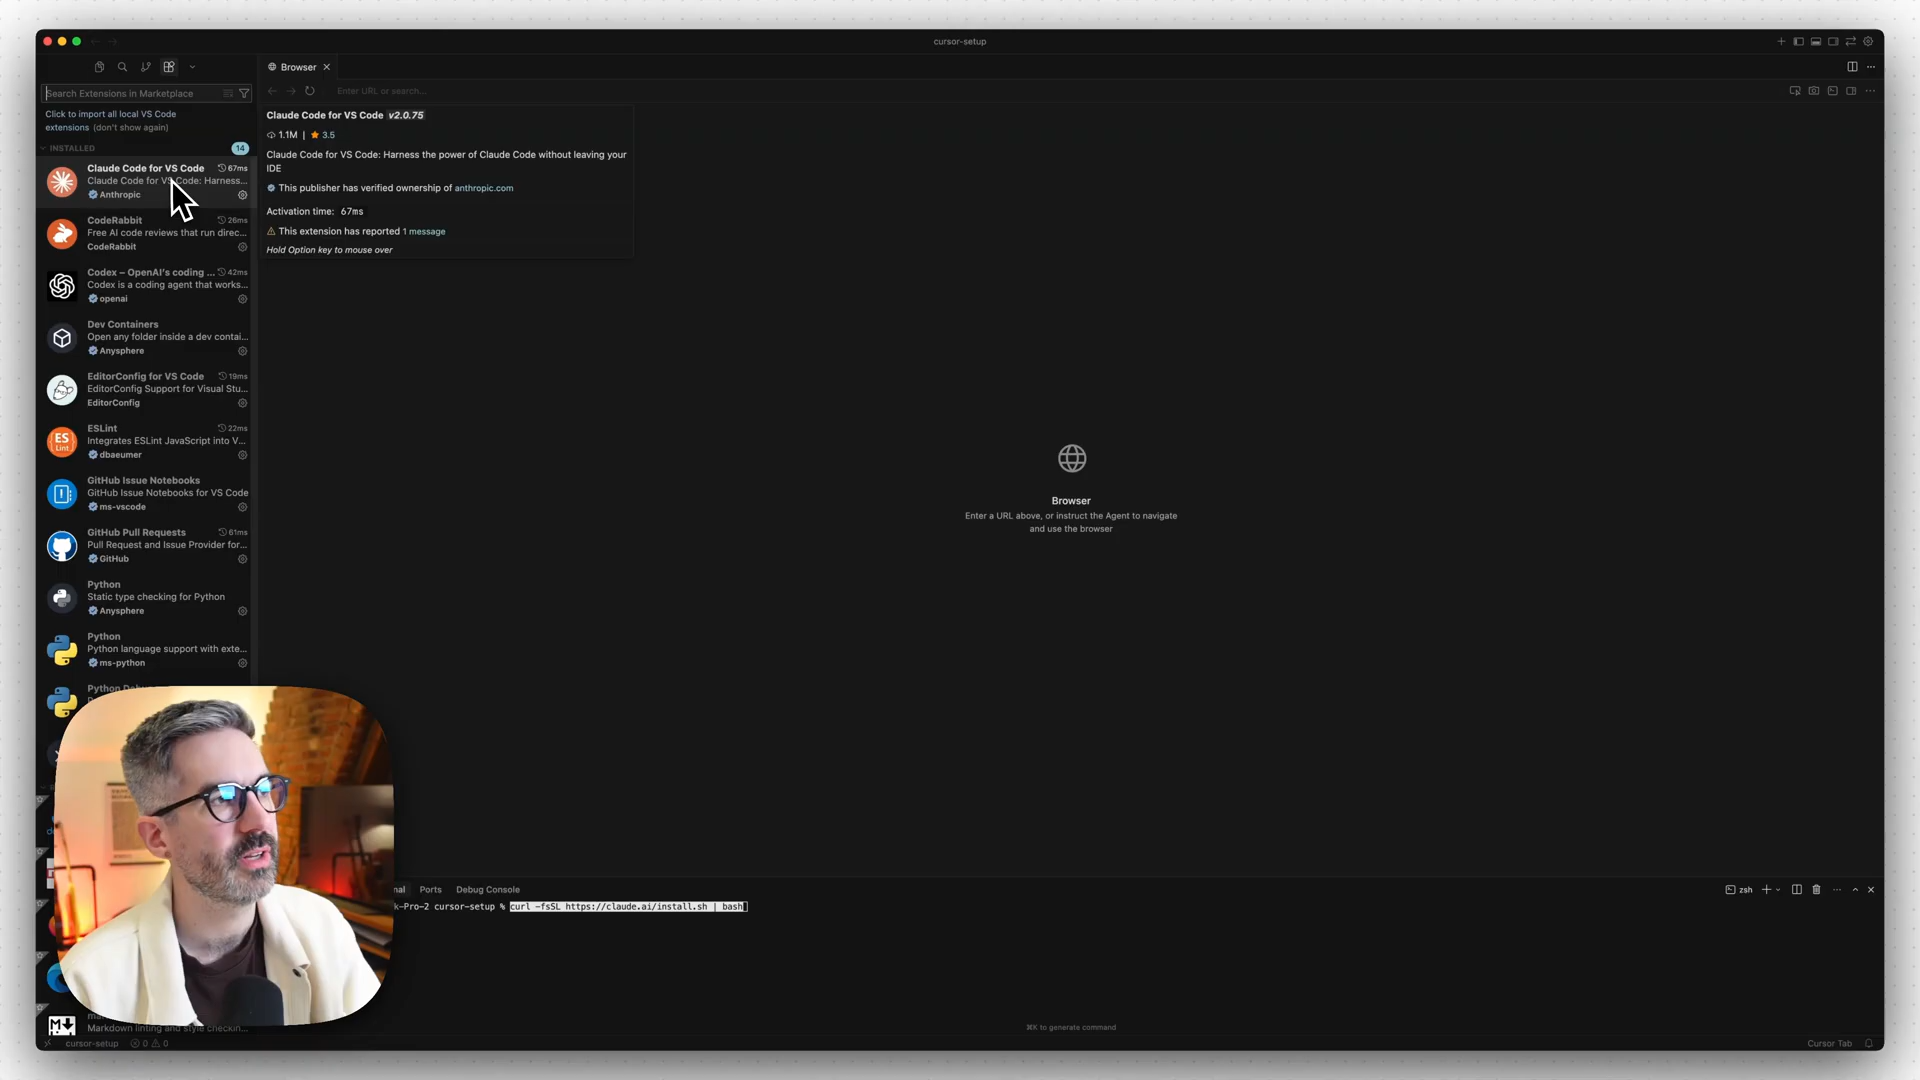 cursor-setup
Browser
Search Extensions in Marketplace
Enter URL or search...
Click to import all local VS Code
extensions (don't show again)
INSTALLED
14
Claude Code for VS Code
67ms
Claude Code for VS Code: Harness...
Anthropic
Claude Code for VS Code v2.0.75
1.1M | 3.5
Claude Code for VS Code: Harness the power of Claude Code without leaving your
IDE
This publisher has verified ownership of anthropic.com
Activation time: 67ms
This extension has reported 1 message
Hold Option key to mouse over
CodeRabbit
26ms
Free AI code reviews that run direc...
CodeRabbit
Codex – OpenAI's coding ...
42ms
Codex is a coding agent that works...
openai
Dev Containers
Open any folder inside a dev contai...
Anysphere
EditorConfig for VS Code
19ms
EditorConfig Support for Visual Stu...
EditorConfig
ESLint
22ms
Integrates ESLint JavaScript into V...
dbaeumer
ES
Lint
GitHub Issue Notebooks
GitHub Issue Notebooks for VS Code
ms-vscode
GitHub Pull Requests
61ms
Pull Request and Issue Provider for...
GitHub
Python
Static type checking for Python
Anysphere
Python
Python language support with exte...
ms-python
Python
Browser
Enter a URL above, or instruct the Agent to navigate
and use the browser
nal
Ports
Debug Console
zsh
k-Pro-2 cursor-setup % curl -fsSL https://claude.ai/install.sh | bash
Markdown linting and style checkin...
⌘K to generate command
cursor-setup
0
0
Cursor Tab